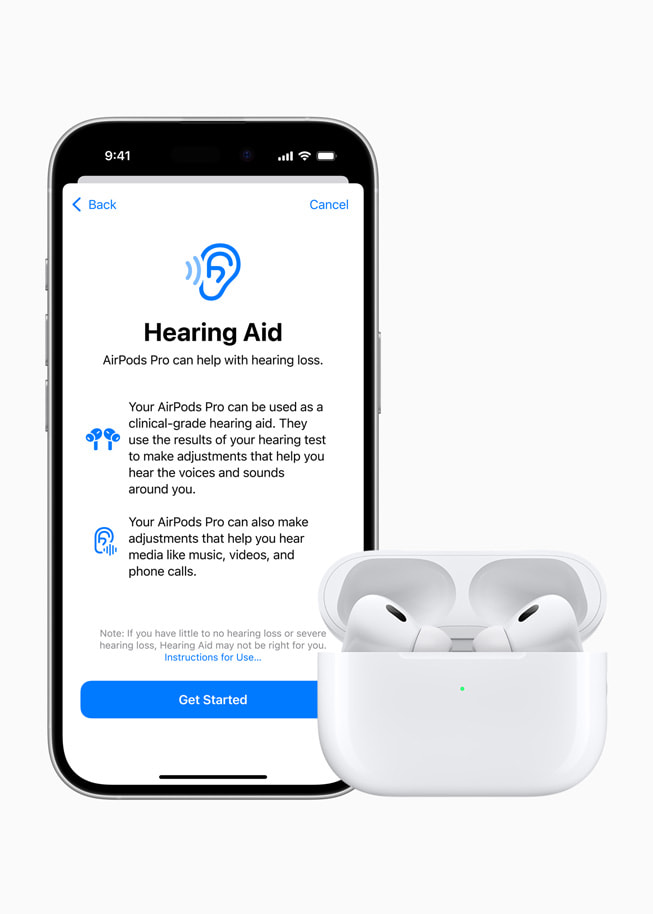 9:41
Back
Cancel
Hearing Aid
AirPods Pro can help with hearing loss.
Your AirPods Pro can be used as a
clinical-grade hearing aid. They
use the results of your hearing test
to make adjustments that help you
hear the voices and sounds
around you.
Your AirPods Pro can also make
adjustments that help you hear
media like music, videos, and
phone calls.
Note: If you have little to no hearing loss or severe
hearing loss, Hearing Aid may not be right for you.
Instructions for Use...
Get Started